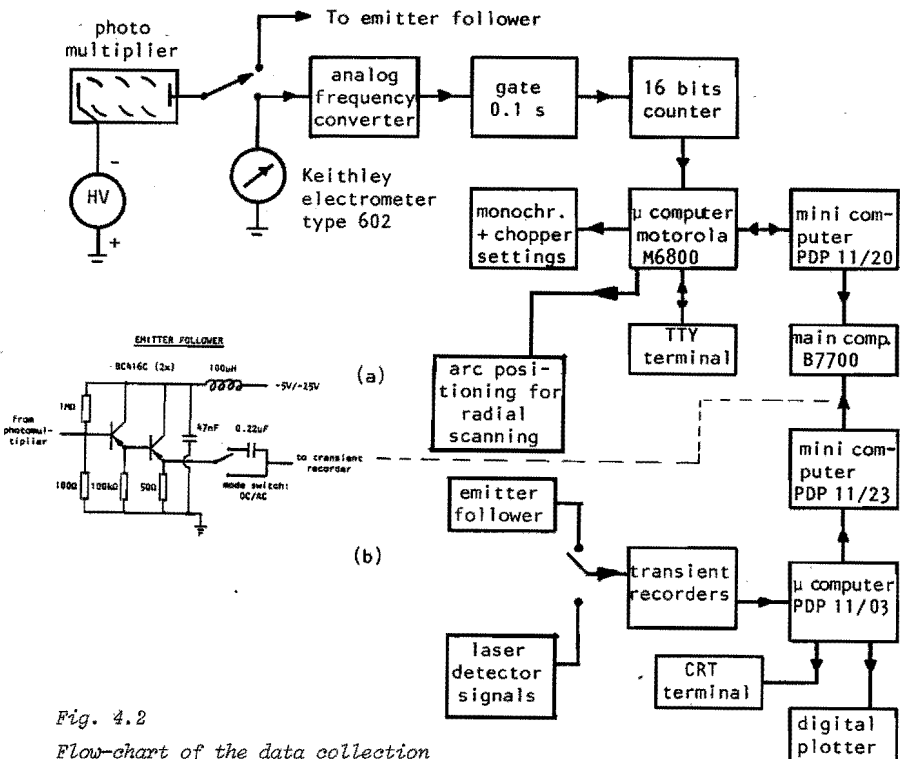 To emitter follower
photo
multiplier
analog
frequency
converter
gate
0.1 s
16 bits
counter
-
HV
+
Keithley
electrometer
type 602
monochr.
+ chopper
settings
μ computer
motorola
M6800
mini com-
puter
PDP 11/20
TTY
terminal
main comp.
B7700
arc posi-
tioning for
radial
scanning
EMITTER FOLLOWER
BC416C (2x)
100μH
-5V/-25V
(a)
1MΩ
From
photomul-
tiplier
47nF
0.22uF
to transient
recorder
100Ω
100kΩ
50Ω
mode switch:
DC/AC
(b)
mini com-
puter
PDP 11/23
emitter
follower
transient
recorders
μ computer
PDP 11/03
laser
detector
signals
CRT
terminal
digital
plotter
Fig. 4.2
Flow-chart of the data collection